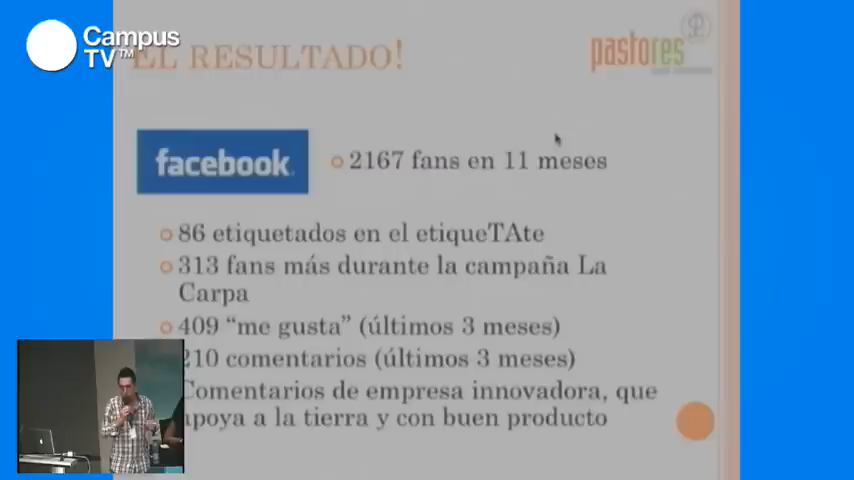 Campus
TV™
EL RESULTADO!
pastores
facebook.
2167 fans en 11 meses
86 etiquetados en el etiqueTAte
313 fans más durante la campaña La
Carpa
409 “me gusta” (últimos 3 meses)
210 comentarios (últimos 3 meses)
Comentarios de empresa innovadora, que
apoya a la tierra y con buen producto